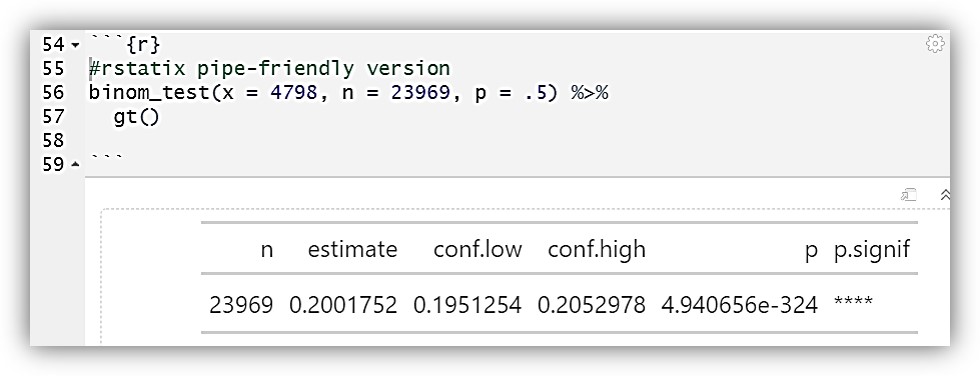 54 ```{r}
55 #rstatix pipe-friendly version
56 binom_test(x = 4798, n = 23969, p = .5) %>%
57   gt()
58
59 ```
n estimate conf.low conf.high p p.signif
23969 0.2001752 0.1951254 0.2052978 4.940656e-324 ****